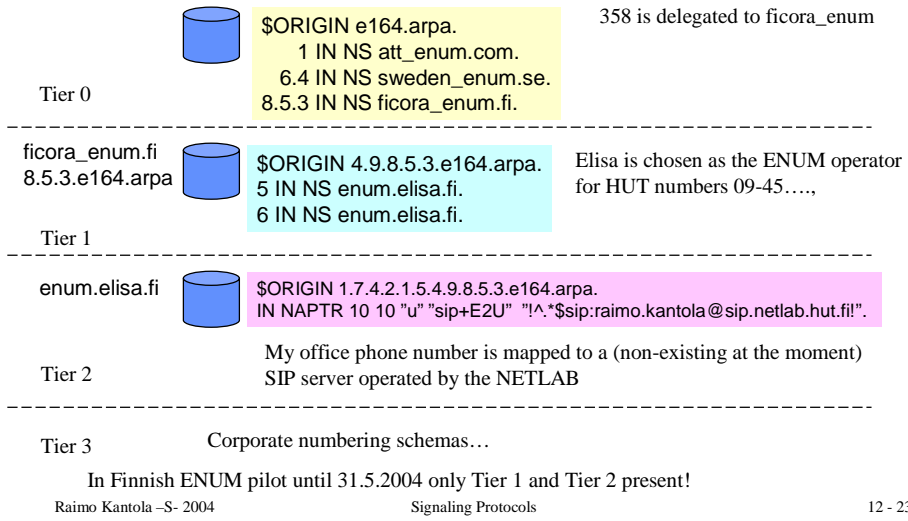 $ORIGIN e164.arpa.
1 IN NS att_enum.com.
6.4 IN NS sweden_enum.se.
8.5.3 IN NS ficora_enum.fi.
358 is delegated to ficora_enum
Tier 0
ficora_enum.fi
8.5.3.e164.arpa
$ORIGIN 4.9.8.5.3.e164.arpa.
5 IN NS enum.elisa.fi.
6 IN NS enum.elisa.fi.
Elisa is chosen as the ENUM operator
for HUT numbers 09-45….,
Tier 1
enum.elisa.fi
$ORIGIN 1.7.4.2.1.5.4.9.8.5.3.e164.arpa.
IN NAPTR 10 10 "u" "sip+E2U"  "!^.*$sip:raimo.kantola@sip.netlab.hut.fi!".
My office phone number is mapped to a (non-existing at the moment)
SIP server operated by the NETLAB
Tier 2
Tier 3
Corporate numbering schemas…
In Finnish ENUM pilot until 31.5.2004 only Tier 1 and Tier 2 present!
Raimo Kantola –S- 2004
Signaling Protocols
12 - 23